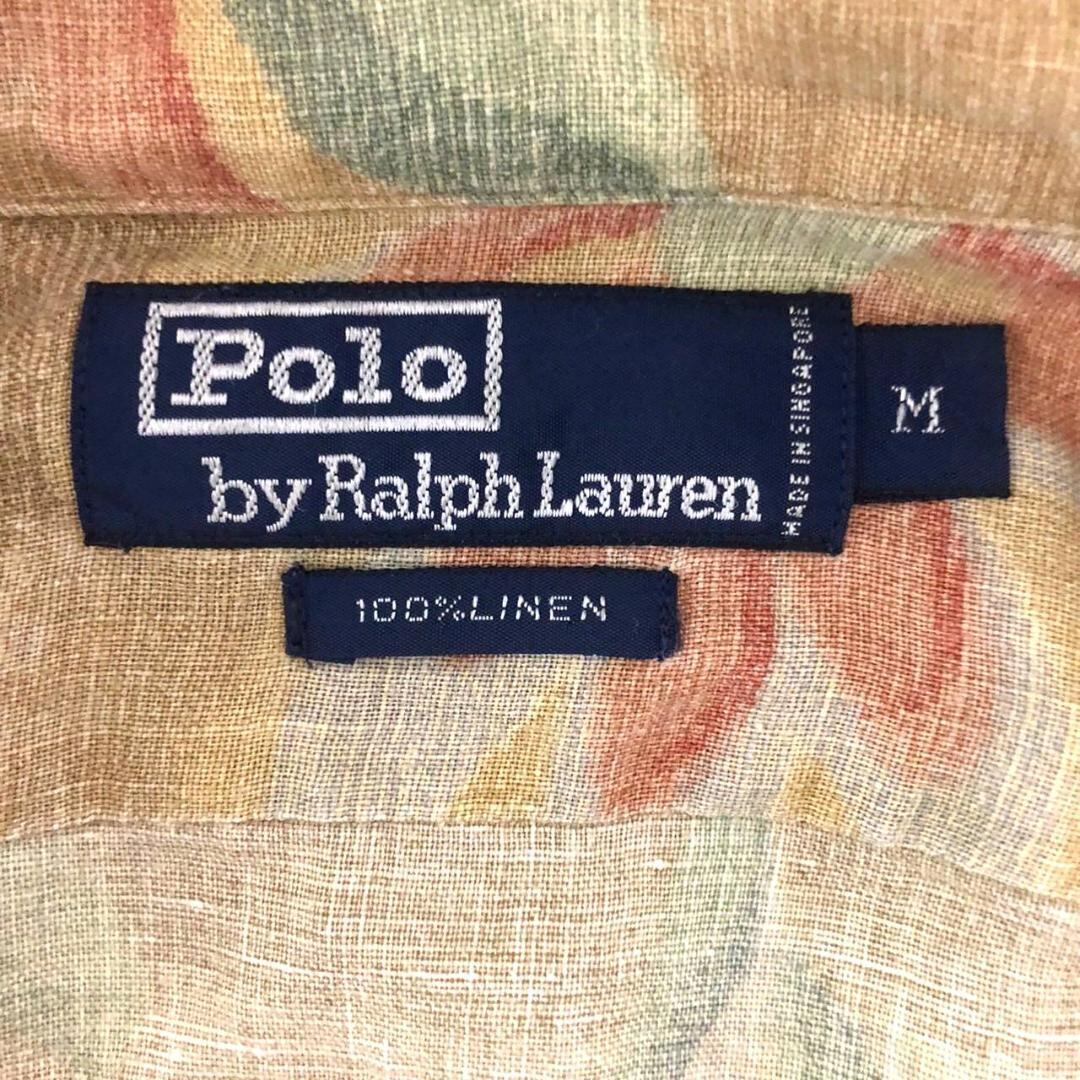 Polo
by Ralph Lauren
MADE IN SINGAPORE
M
100%LINEN